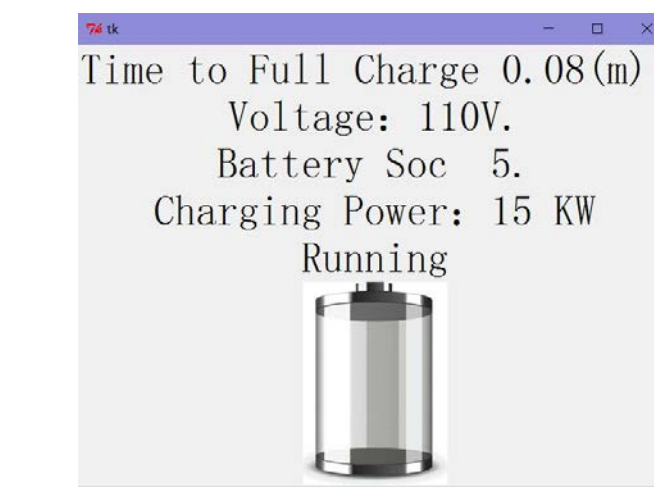 tk
Time to Full Charge 0.08(m)
Voltage: 110V.
Battery Soc 5.
Charging Power: 15 KW
Running